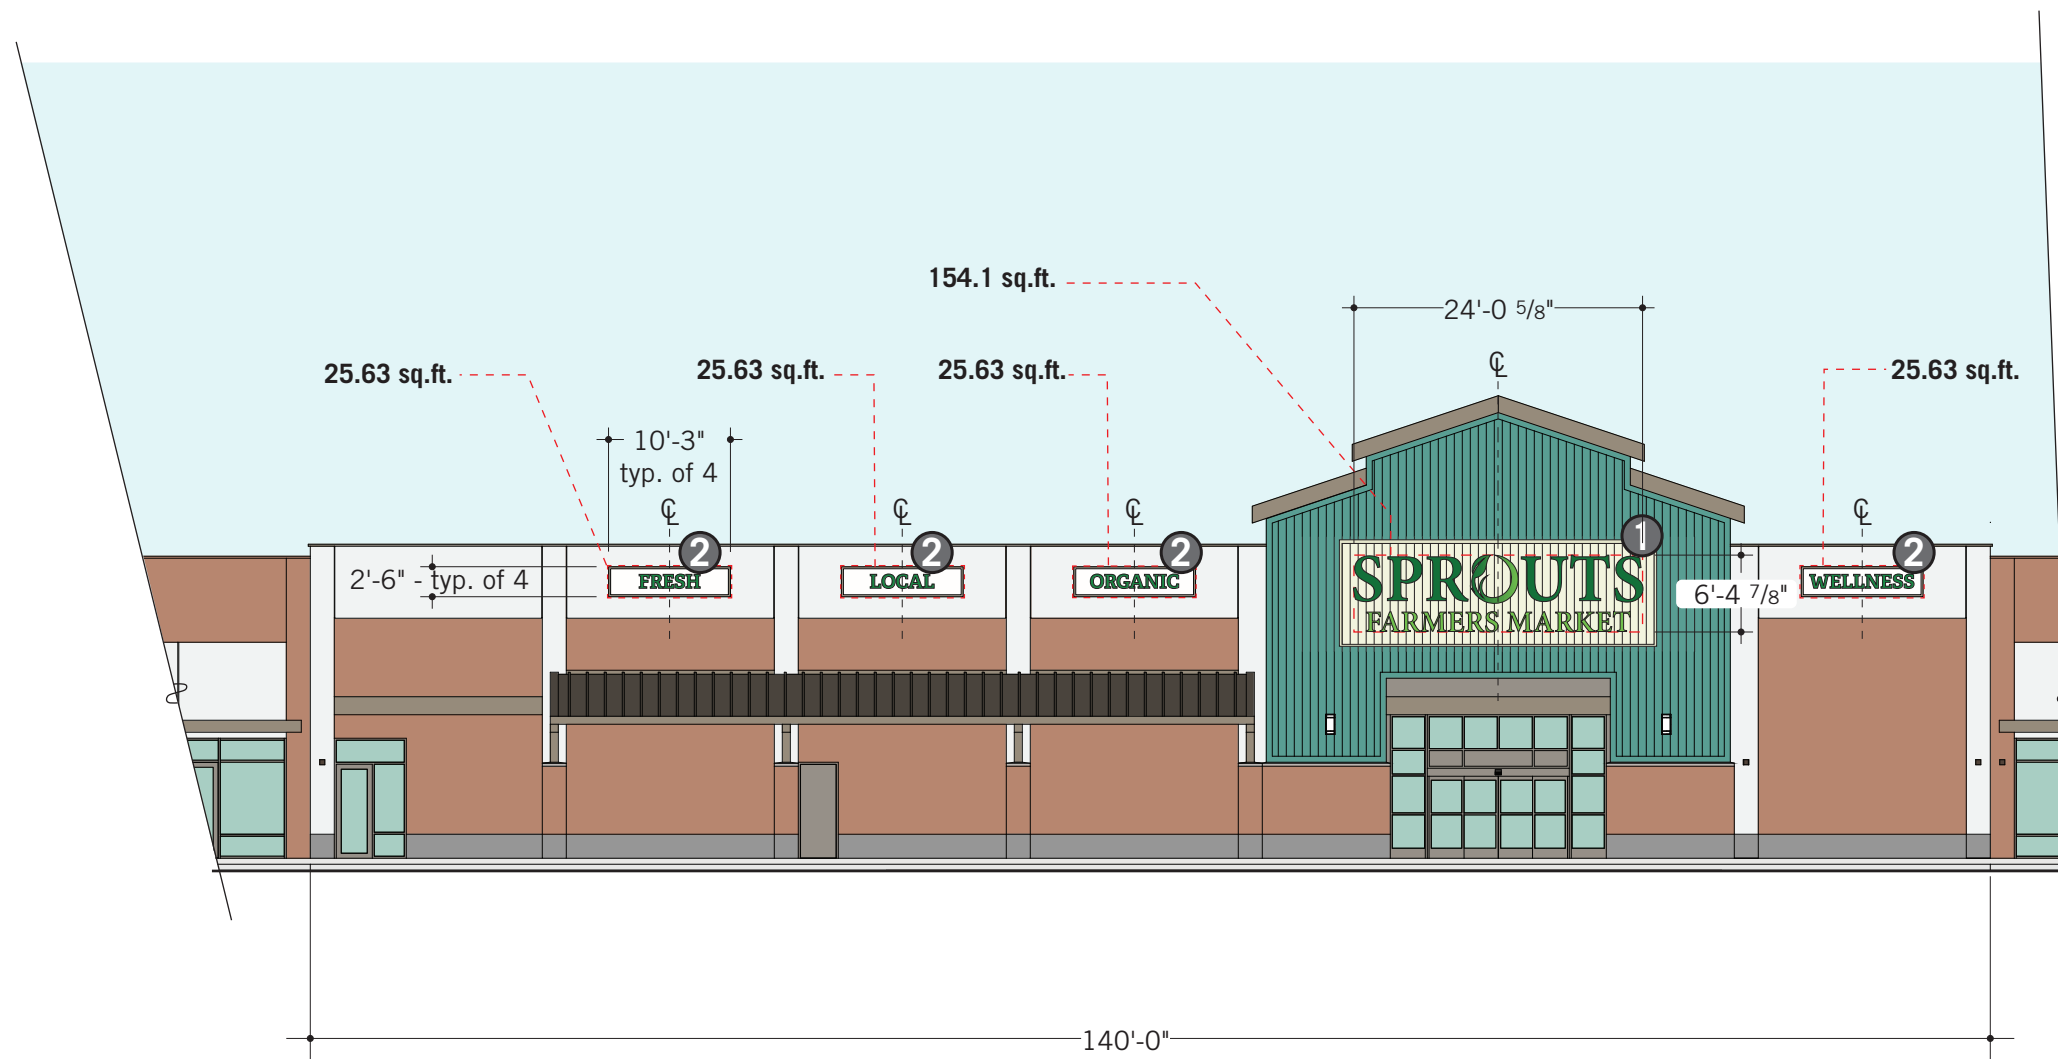 154.1 sq.ft.
24'-0 5/8"
25.63 sq.ft.
25.63 sq.ft.
25.63 sq.ft.
℄
25.63 sq.ft.
10'-3"
typ. of 4
℄
℄
℄
℄
2
2
2
1
2
2'-6" - typ. of 4
FRESH
LOCAL
ORGANIC
SPROUTS
FARMERS MARKET
6'-4 7/8"
WELLNESS
140'-0"